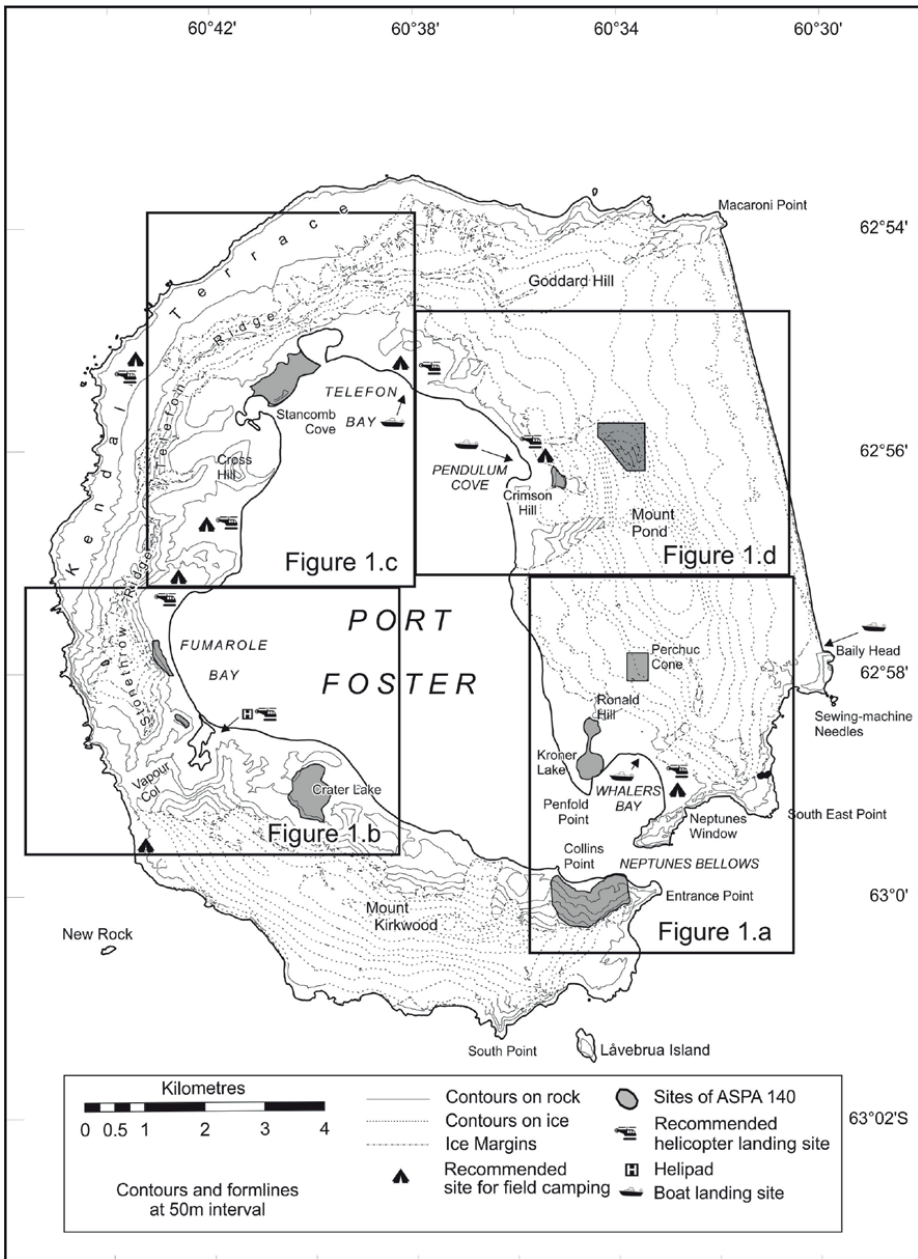 60°42'
60°38'
60°34'
60°30'
Macaroni Point
62°54'
Kendall Terrace
Goddard Hill
Telefon Ridge
TELEFON
BAY
Stancomb
Cove
62°56'
Cross
Hill
PENDULUM
COVE
Crimson
Hill
Mount
Pond
Figure 1.c
Figure 1.d
PORT
FOSTER
Stonethrow Ridge
FUMAROLE
BAY
Perchuc
Cone
Baily Head
62°58'
Ronald
Hill
Sewing-machine
Needles
H
Kroner
Lake
Vapour
Col
Crater Lake
WHALERS
BAY
Penfold
Point
Neptunes
Window
South East Point
Figure 1.b
Collins
Point
NEPTUNES BELLOWS
Entrance Point
63°0'
Mount
Kirkwood
New Rock
Figure 1.a
South Point
Låvebrua Island
Kilometres
0 0.5 1 2 3 4
Contours and formlines
at 50m interval
Contours on rock
Contours on ice
Ice Margins
Recommended
site for field camping
Sites of ASPA 140
Recommended
helicopter landing site
H Helipad
Boat landing site
63°02'S